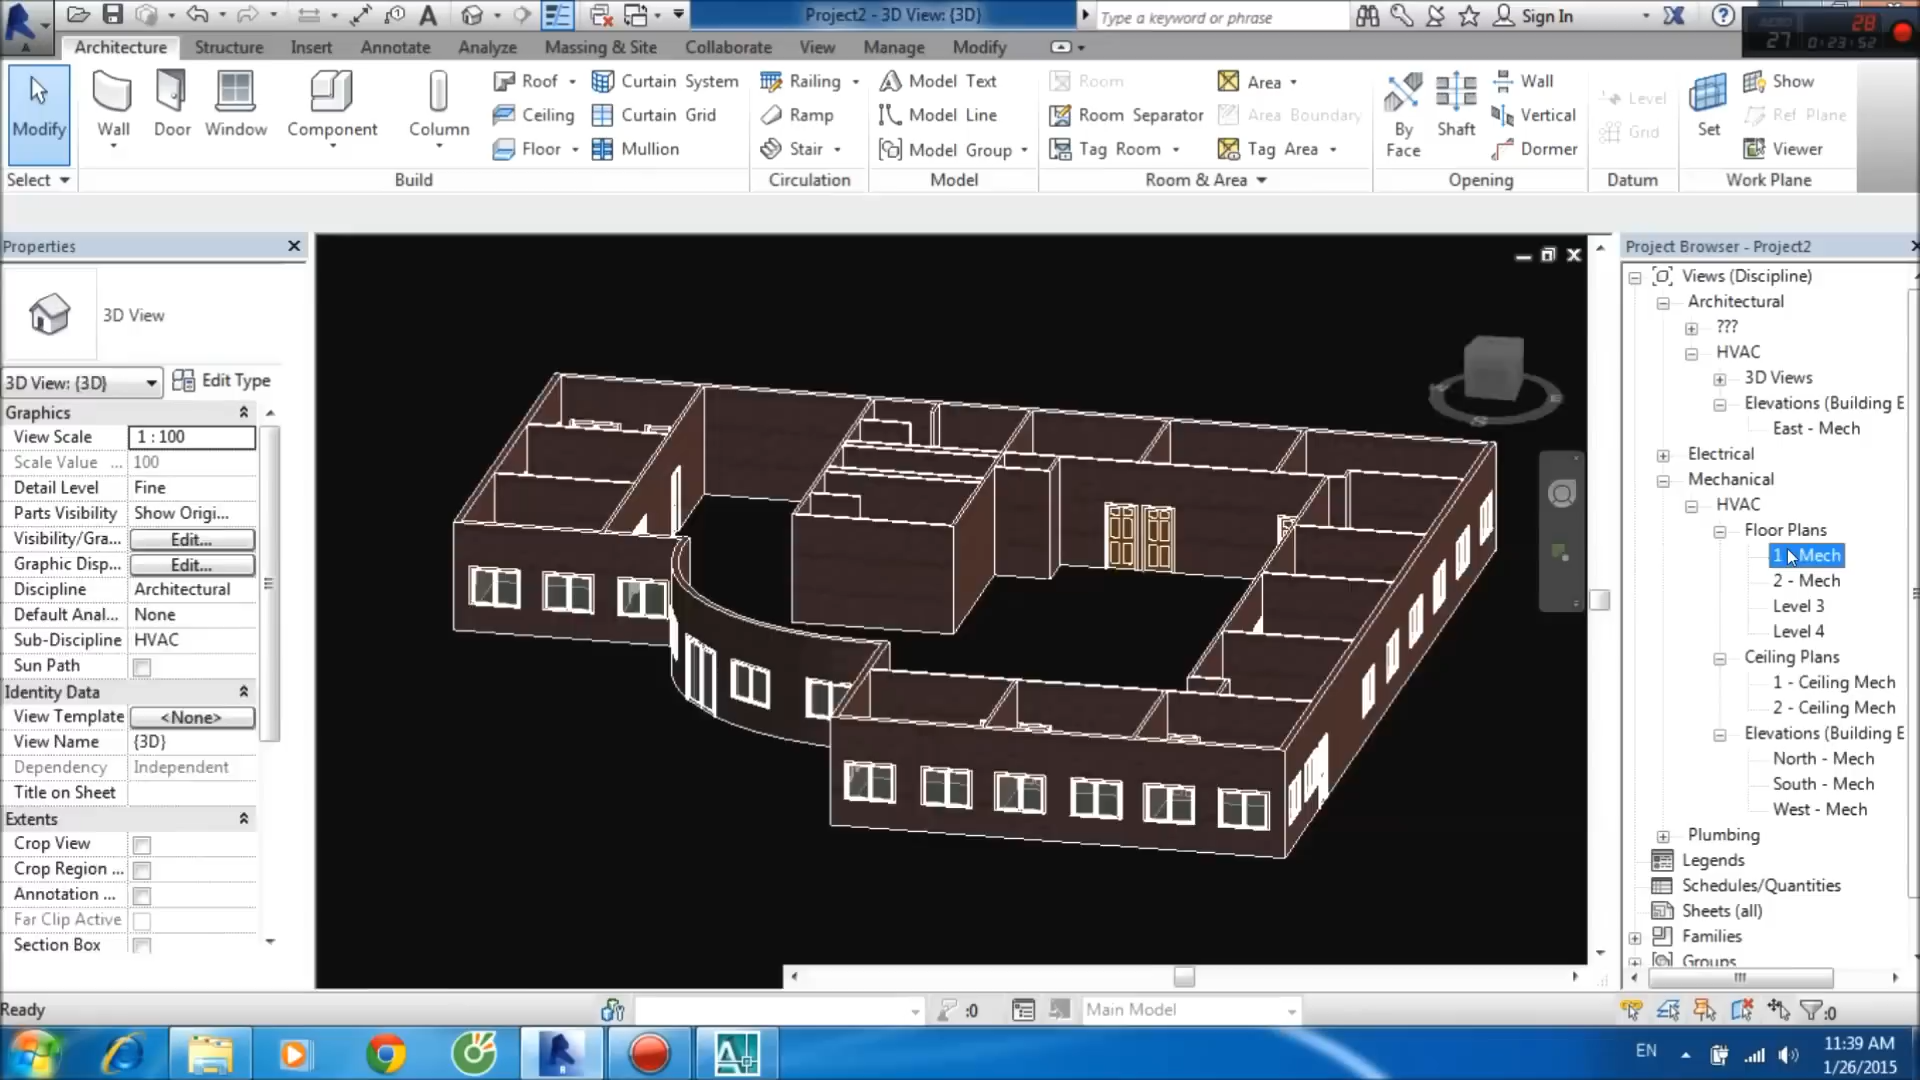 Project2 - 3D View: {3D}
Type a keyword or phrase
Sign In
28
27
0:23:52
Architecture
Structure
Insert
Annotate
Analyze
Massing & Site
Collaborate
View
Manage
Modify
Modify
Wall
Door
Window
Component
Column
Roof
Ceiling
Floor
Curtain System
Curtain Grid
Mullion
Railing
Ramp
Stair
Model Text
Model Line
Model Group
Room
Room Separator
Tag Room
Area
Area Boundary
Tag Area
By Face
Shaft
Wall
Vertical
Dormer
Level
Grid
Set
Show
Ref Plane
Viewer
Select
Build
Circulation
Model
Room & Area
Opening
Datum
Work Plane
Properties
3D View
3D View: {3D}
Edit Type
Graphics
View Scale 1 : 100
Scale Value ... 100
Detail Level Fine
Parts Visibility Show Origi...
Visibility/Gra... Edit...
Graphic Disp... Edit...
Discipline Architectural
Default Anal... None
Sub-Discipline HVAC
Sun Path
Identity Data
View Template <None>
View Name {3D}
Dependency Independent
Title on Sheet
Extents
Crop View
Crop Region ...
Annotation ...
Far Clip Active
Section Box
Project Browser - Project2
Views (Discipline)
Architectural
???
HVAC
3D Views
Elevations (Building E
East - Mech
Electrical
Mechanical
HVAC
Floor Plans
1 - Mech
2 - Mech
Level 3
Level 4
Ceiling Plans
1 - Ceiling Mech
2 - Ceiling Mech
Elevations (Building E
North - Mech
South - Mech
West - Mech
Plumbing
Legends
Schedules/Quantities
Sheets (all)
Families
Groups
Ready
:0
Main Model
:0
EN
11:39 AM
1/26/2015